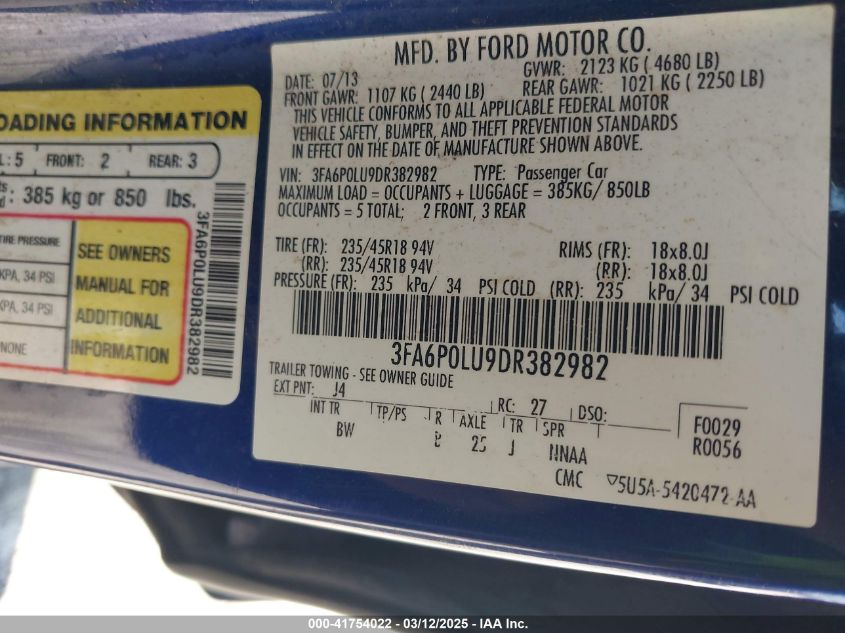 OADING INFORMATION
: 5 FRONT: 2 REAR: 3
: 385 kg or 850 lbs.
TIRE PRESSURE
KPA, 34 PSI
KPA, 34 PSI
NONE
SEE OWNERS
MANUAL FOR
ADDITIONAL
INFORMATION
3FA6P0LU9DR382982
MFD. BY FORD MOTOR CO.
DATE: 07/13 GVWR: 2123 KG ( 4680 LB)
FRONT GAWR: 1107 KG ( 2440 LB) REAR GAWR: 1021 KG ( 2250 LB)
THIS VEHICLE CONFORMS TO ALL APPLICABLE FEDERAL MOTOR
VEHICLE SAFETY, BUMPER, AND THEFT PREVENTION STANDARDS
IN EFFECT ON THE DATE OF MANUFACTURE SHOWN ABOVE.
VIN: 3FA6P0LU9DR382982 TYPE: Passenger Car
MAXIMUM LOAD = OCCUPANTS + LUGGAGE = 385KG/ 850LB
OCCUPANTS = 5 TOTAL; 2 FRONT, 3 REAR
TIRE (FR): 235/45R18 94V RIMS (FR): 18x8.0J
(RR): 235/45R18 94V (RR): 18x8.0J
PRESSURE (FR): 235 kPa/ 34 PSI COLD (RR): 235 kPa/ 34 PSI COLD
3FA6P0LU9DR382982
TRAILER TOWING - SEE OWNER GUIDE
EXT PNT: J4 RC: 27 DSO:
INT TR TP/PS R AXLE TR SPR
BW 25 J NNAA
CMC
F0029
R0056
▽5U5A-5420472-AA
000-41754022 - 03/12/2025 - IAA Inc.